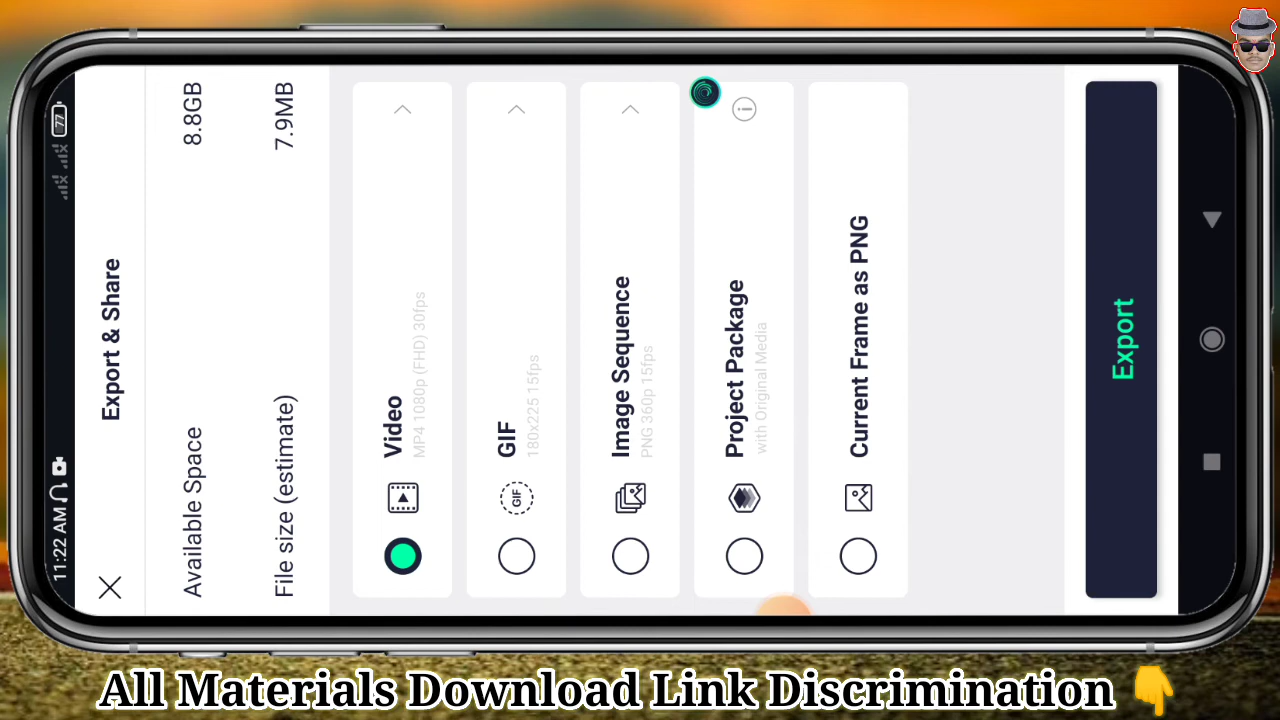 11:22 AM
77
Export & Share
Available Space 8.8GB
File size (estimate) 7.9MB
Video
MP4 1080p (FHD) 30fps
GIF
GIF
180x225 15fps
Image Sequence
PNG 360p 15fps
Project Package
with Original Media
Current Frame as PNG
Export
All Materials Download Link Discrimination 👇